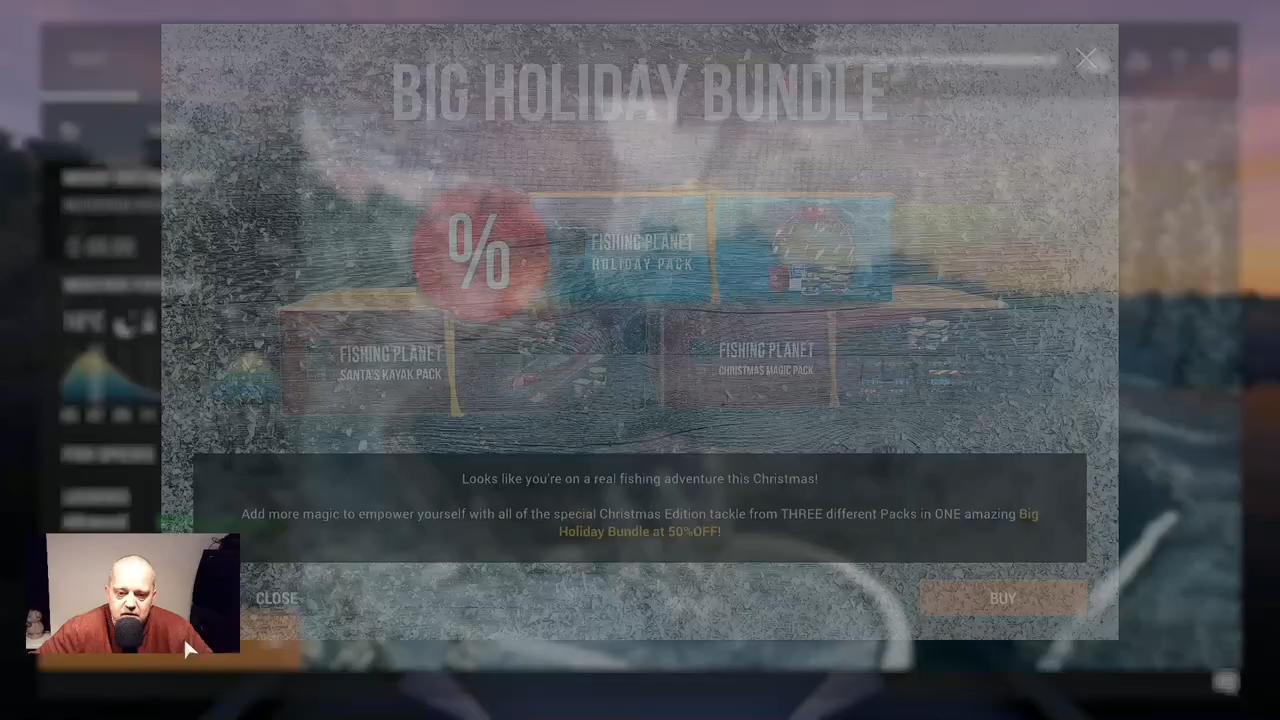 BIG HOLIDAY BUNDLE
%
FISHING PLANET
HOLIDAY PACK
FISHING PLANET
SANTA'S KAYAK PACK
FISHING PLANET
CHRISTMAS MAGIC PACK
Looks like you're on a real fishing adventure this Christmas!
Add more magic to empower yourself with all of the special Christmas Edition tackle from THREE different Packs in ONE amazing Big
Holiday Bundle at 50%OFF!
CLOSE
BUY